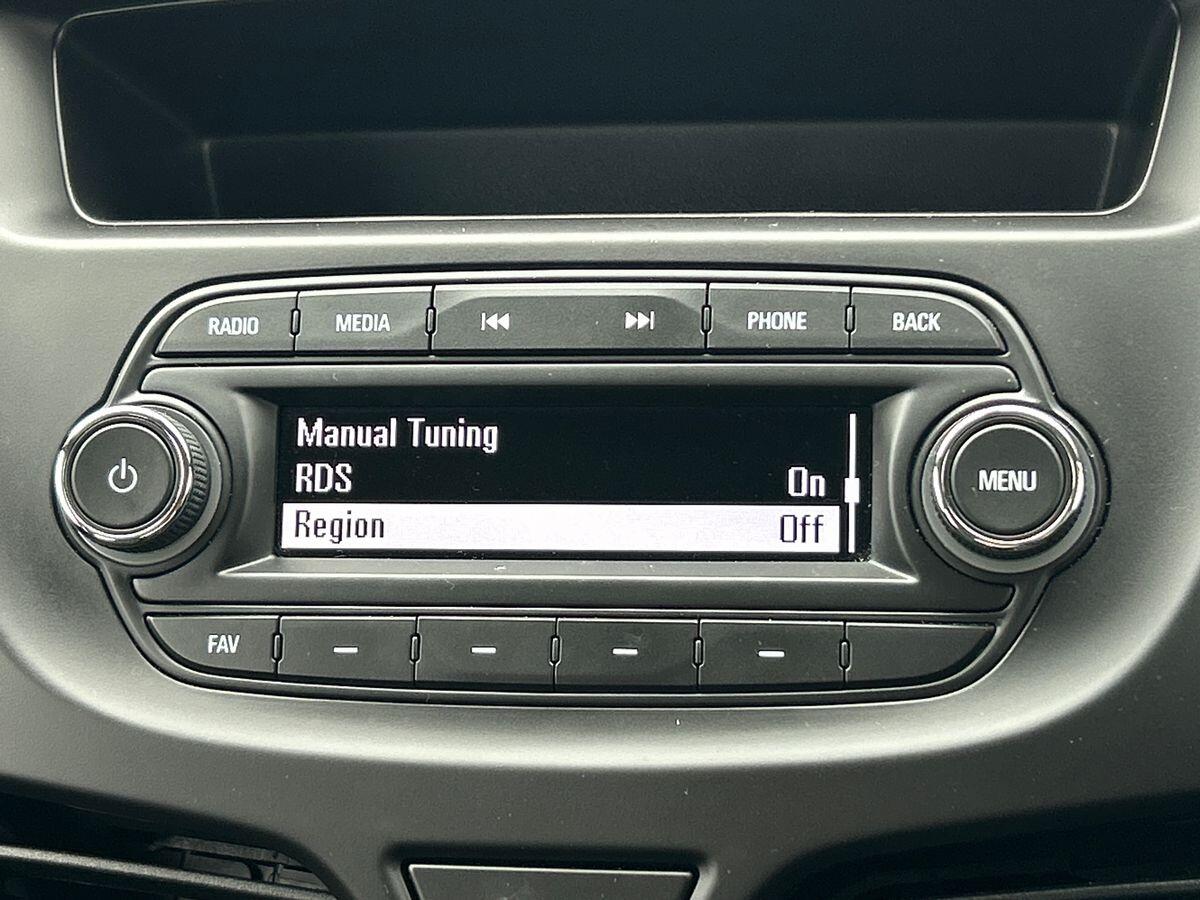 RADIO MEDIA PHONE BACK
Manual Tuning
RDS On
Region Off
MENU
FAV